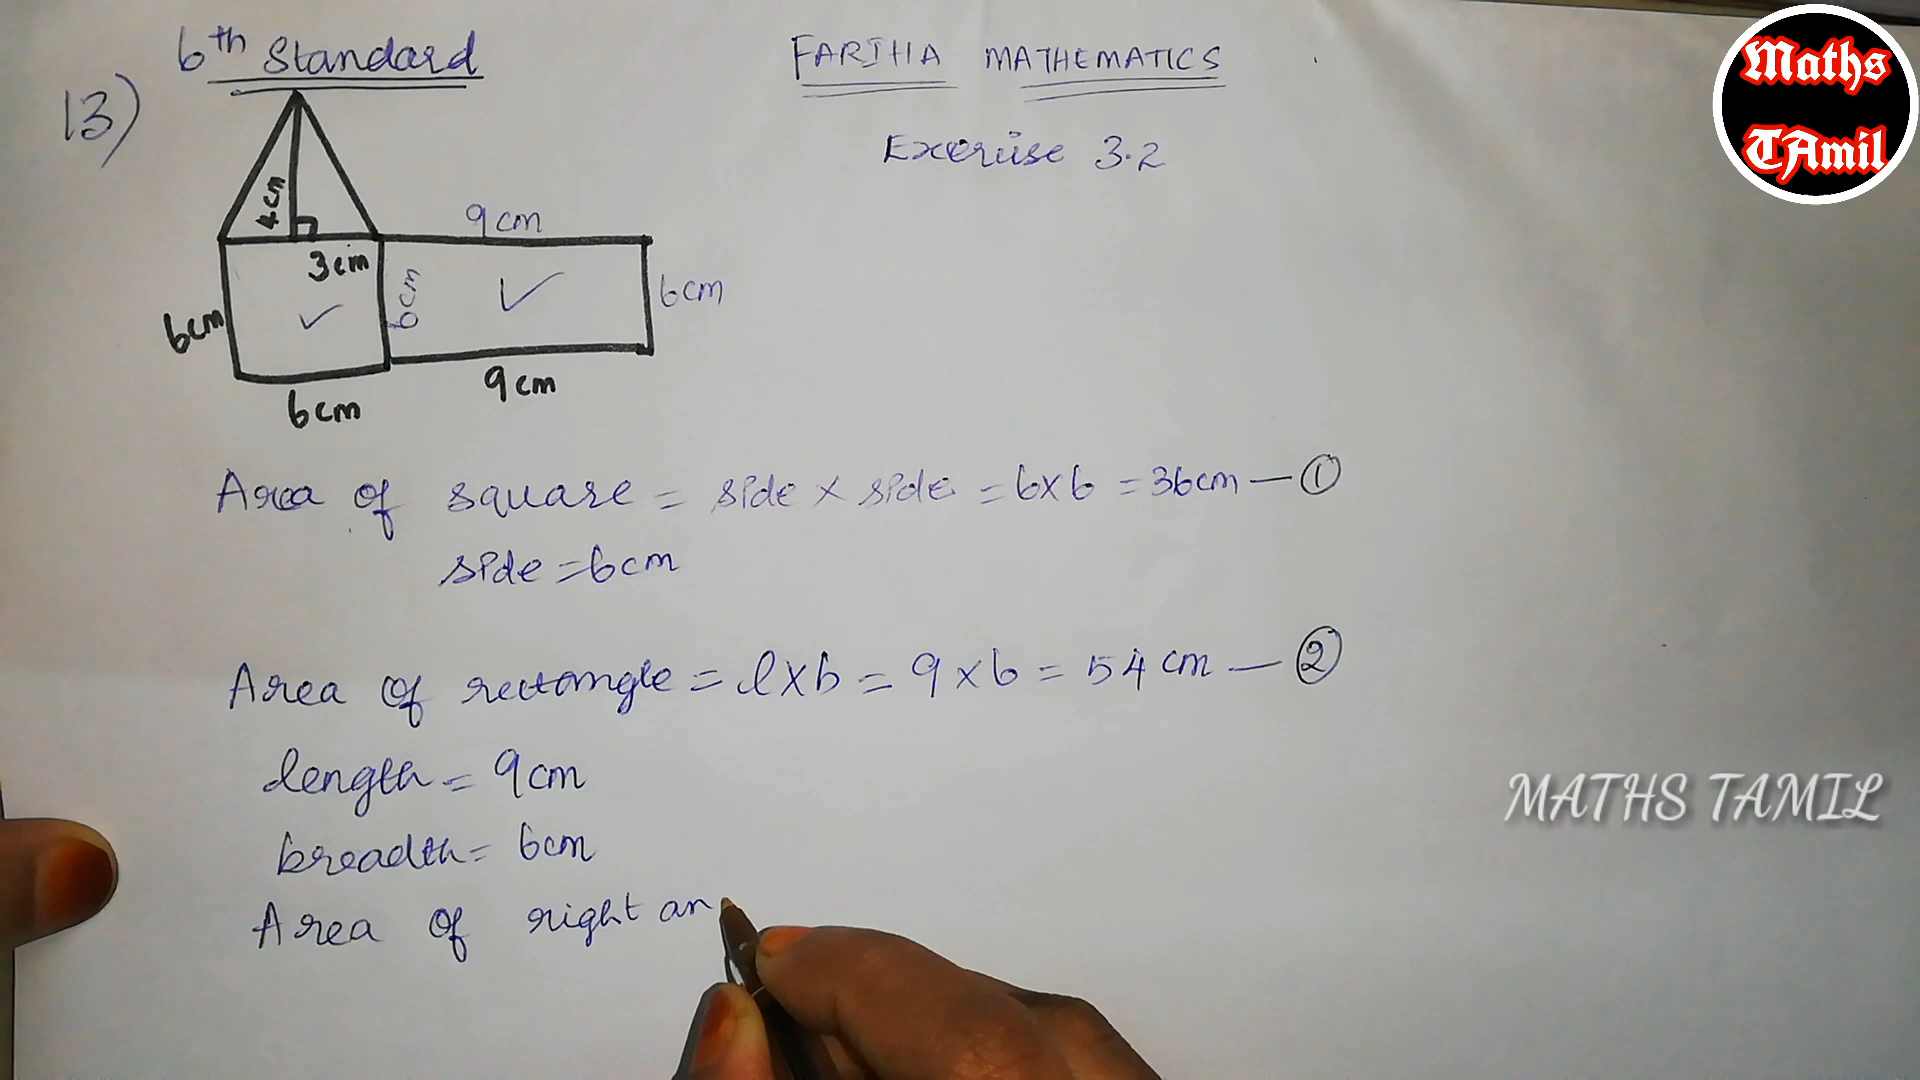 6th Standard
FARJHA MATHEMATICS
Maths
TAmil
13)
Exercise 3.2
4cm
9cm
3cm
6cm
6cm
6cm
6cm
9cm
Area of square = side × side = 6×6 = 36cm — ①
side = 6cm
Area of rectangle = l×b = 9×6 = 54 cm — ②
length = 9cm
MATHS TAMIL
breadth = 6cm
Area of right an